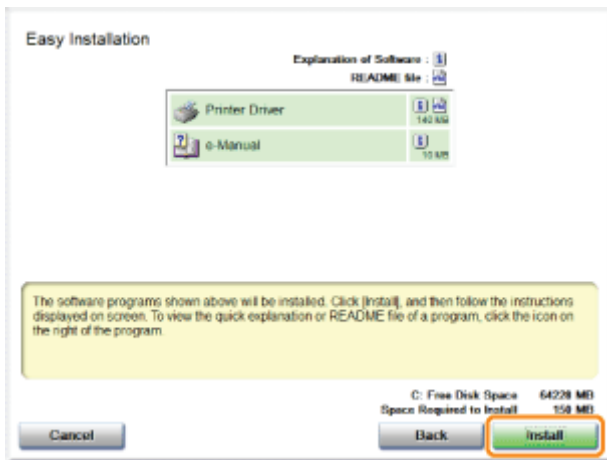 Easy Installation
Explanation of Software :
README file :
Printer Driver
140 MB
e-Manual
10 MB
The software programs shown above will be installed. Click [Install], and then follow the instructions
displayed on screen. To view the quick explanation or README file of a program, click the icon on
the right of the program.
C: Free Disk Space 64228 MB
Space Required to Install 150 MB
Cancel Back Install